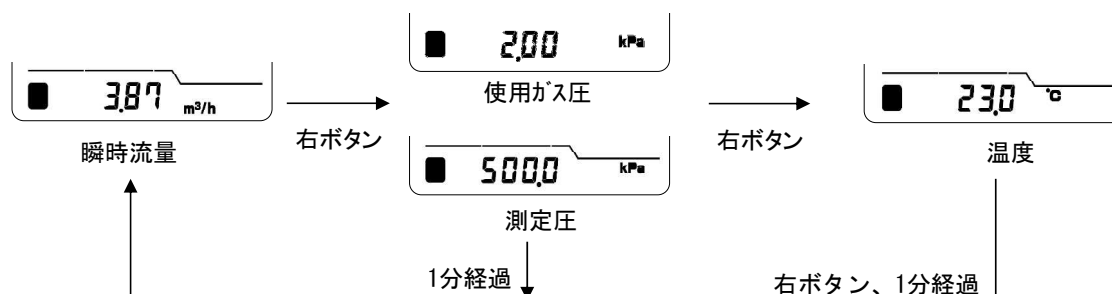 2.00 kPa
使用ガス圧
3.87 m³/h
瞬時流量
右ボタン
500.0 kPa
測定圧
右ボタン
23.0 ℃
温度
1分経過
右ボタン、1分経過